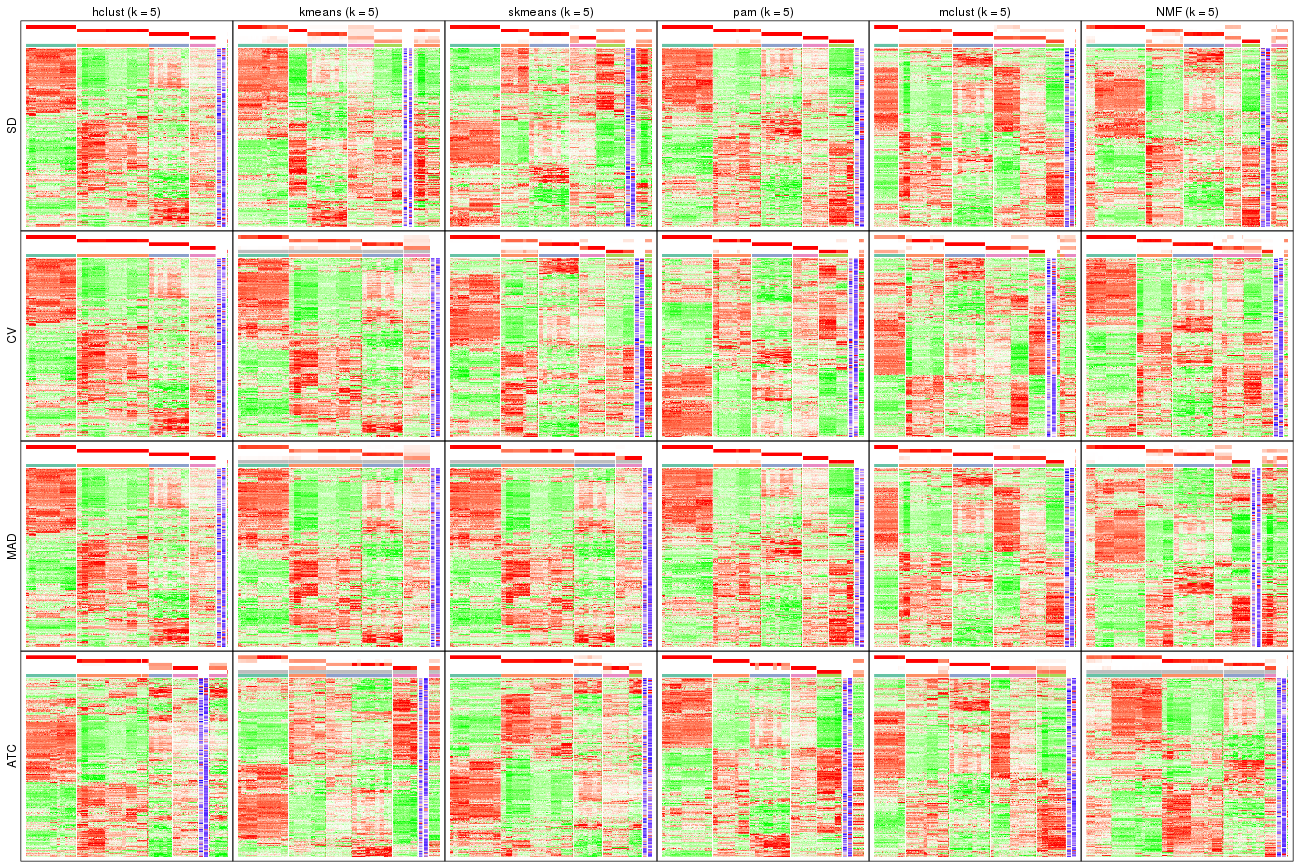 hclust (k = 5) kmeans (k = 5) skmeans (k = 5) pam (k = 5) mclust (k = 5) NMF (k = 5)
SD
CV
MAD
ATC